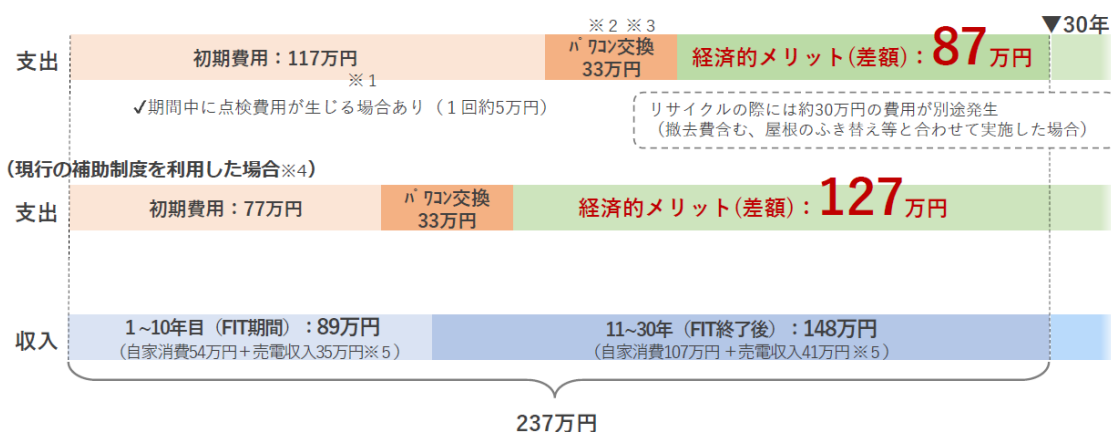 ▼30年
※2 ※3
支出
初期費用：117万円
パワコン交換
33万円
経済的メリット(差額)：87万円
※1
✓期間中に点検費用が生じる場合あり（１回約5万円）
リサイクルの際には約30万円の費用が別途発生
（撤去費含む、屋根のふき替え等と合わせて実施した場合）
（現行の補助制度を利用した場合※4）
支出
初期費用：77万円
パワコン交換
33万円
経済的メリット(差額)：127万円
収入
1~10年目（FIT期間）：89万円
（自家消費54万円＋売電収入35万円※５）
11~30年（FIT終了後）：148万円
（自家消費107万円 ＋売電収入41万円 ※５）
237万円